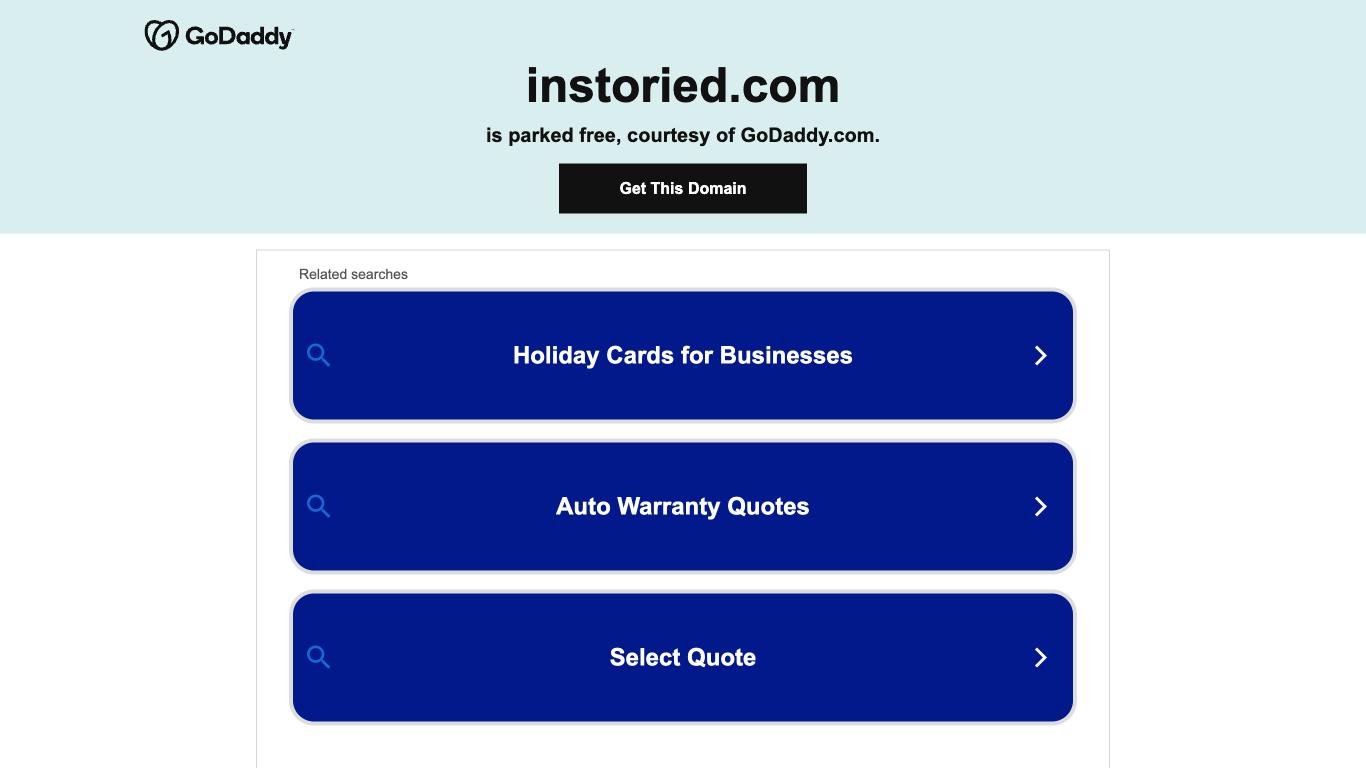 GoDaddy
instoried.com
is parked free, courtesy of GoDaddy.com.
Get This Domain
Related searches
Holiday Cards for Businesses
Auto Warranty Quotes
Select Quote